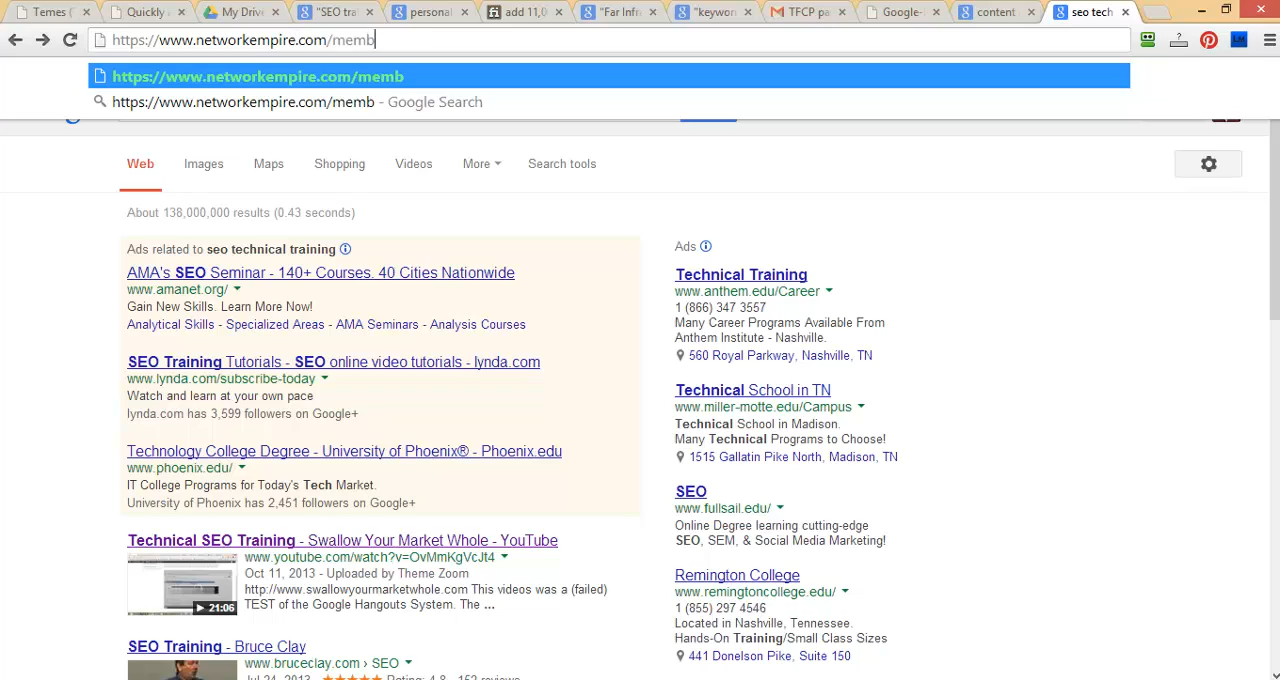 Temes (
Quickly
My Driv
"SEO tra
personal
add 11,0
"Far Infr
"keywor
TFCP pa
Google-
content
seo tech
https://www.networkempire.com/memb
https://www.networkempire.com/memb
https://www.networkempire.com/memb - Google Search
Web Images Maps Shopping Videos More Search tools
About 138,000,000 results (0.43 seconds)
Ads related to seo technical training
AMA's SEO Seminar - 140+ Courses. 40 Cities Nationwide
www.amanet.org/
Gain New Skills. Learn More Now!
Analytical Skills - Specialized Areas - AMA Seminars - Analysis Courses
SEO Training Tutorials - SEO online video tutorials - lynda.com
www.lynda.com/subscribe-today
Watch and learn at your own pace
lynda.com has 3,599 followers on Google+
Technology College Degree - University of Phoenix® - Phoenix.edu
www.phoenix.edu/
IT College Programs for Today's Tech Market.
University of Phoenix has 2,451 followers on Google+
Technical SEO Training - Swallow Your Market Whole - YouTube
www.youtube.com/watch?v=OvMmKgVcJt4
Oct 11, 2013 - Uploaded by Theme Zoom
http://www.swallowyourmarketwhole.com This videos was a (failed)
TEST of the Google Hangouts System. The ...
21:06
SEO Training - Bruce Clay
www.bruceclay.com › SEO
Jul 24, 2013 - Rating: 4.8 - 152 reviews
Ads
Technical Training
www.anthem.edu/Career
1 (866) 347 3557
Many Career Programs Available From
Anthem Institute - Nashville.
560 Royal Parkway, Nashville, TN
Technical School in TN
www.miller-motte.edu/Campus
Technical School in Madison.
Many Technical Programs to Choose!
1515 Gallatin Pike North, Madison, TN
SEO
www.fullsail.edu/
Online Degree learning cutting-edge
SEO, SEM, & Social Media Marketing!
Remington College
www.remingtoncollege.edu/
1 (855) 297 4546
Located in Nashville, Tennessee.
Hands-On Training/Small Class Sizes
441 Donelson Pike, Suite 150